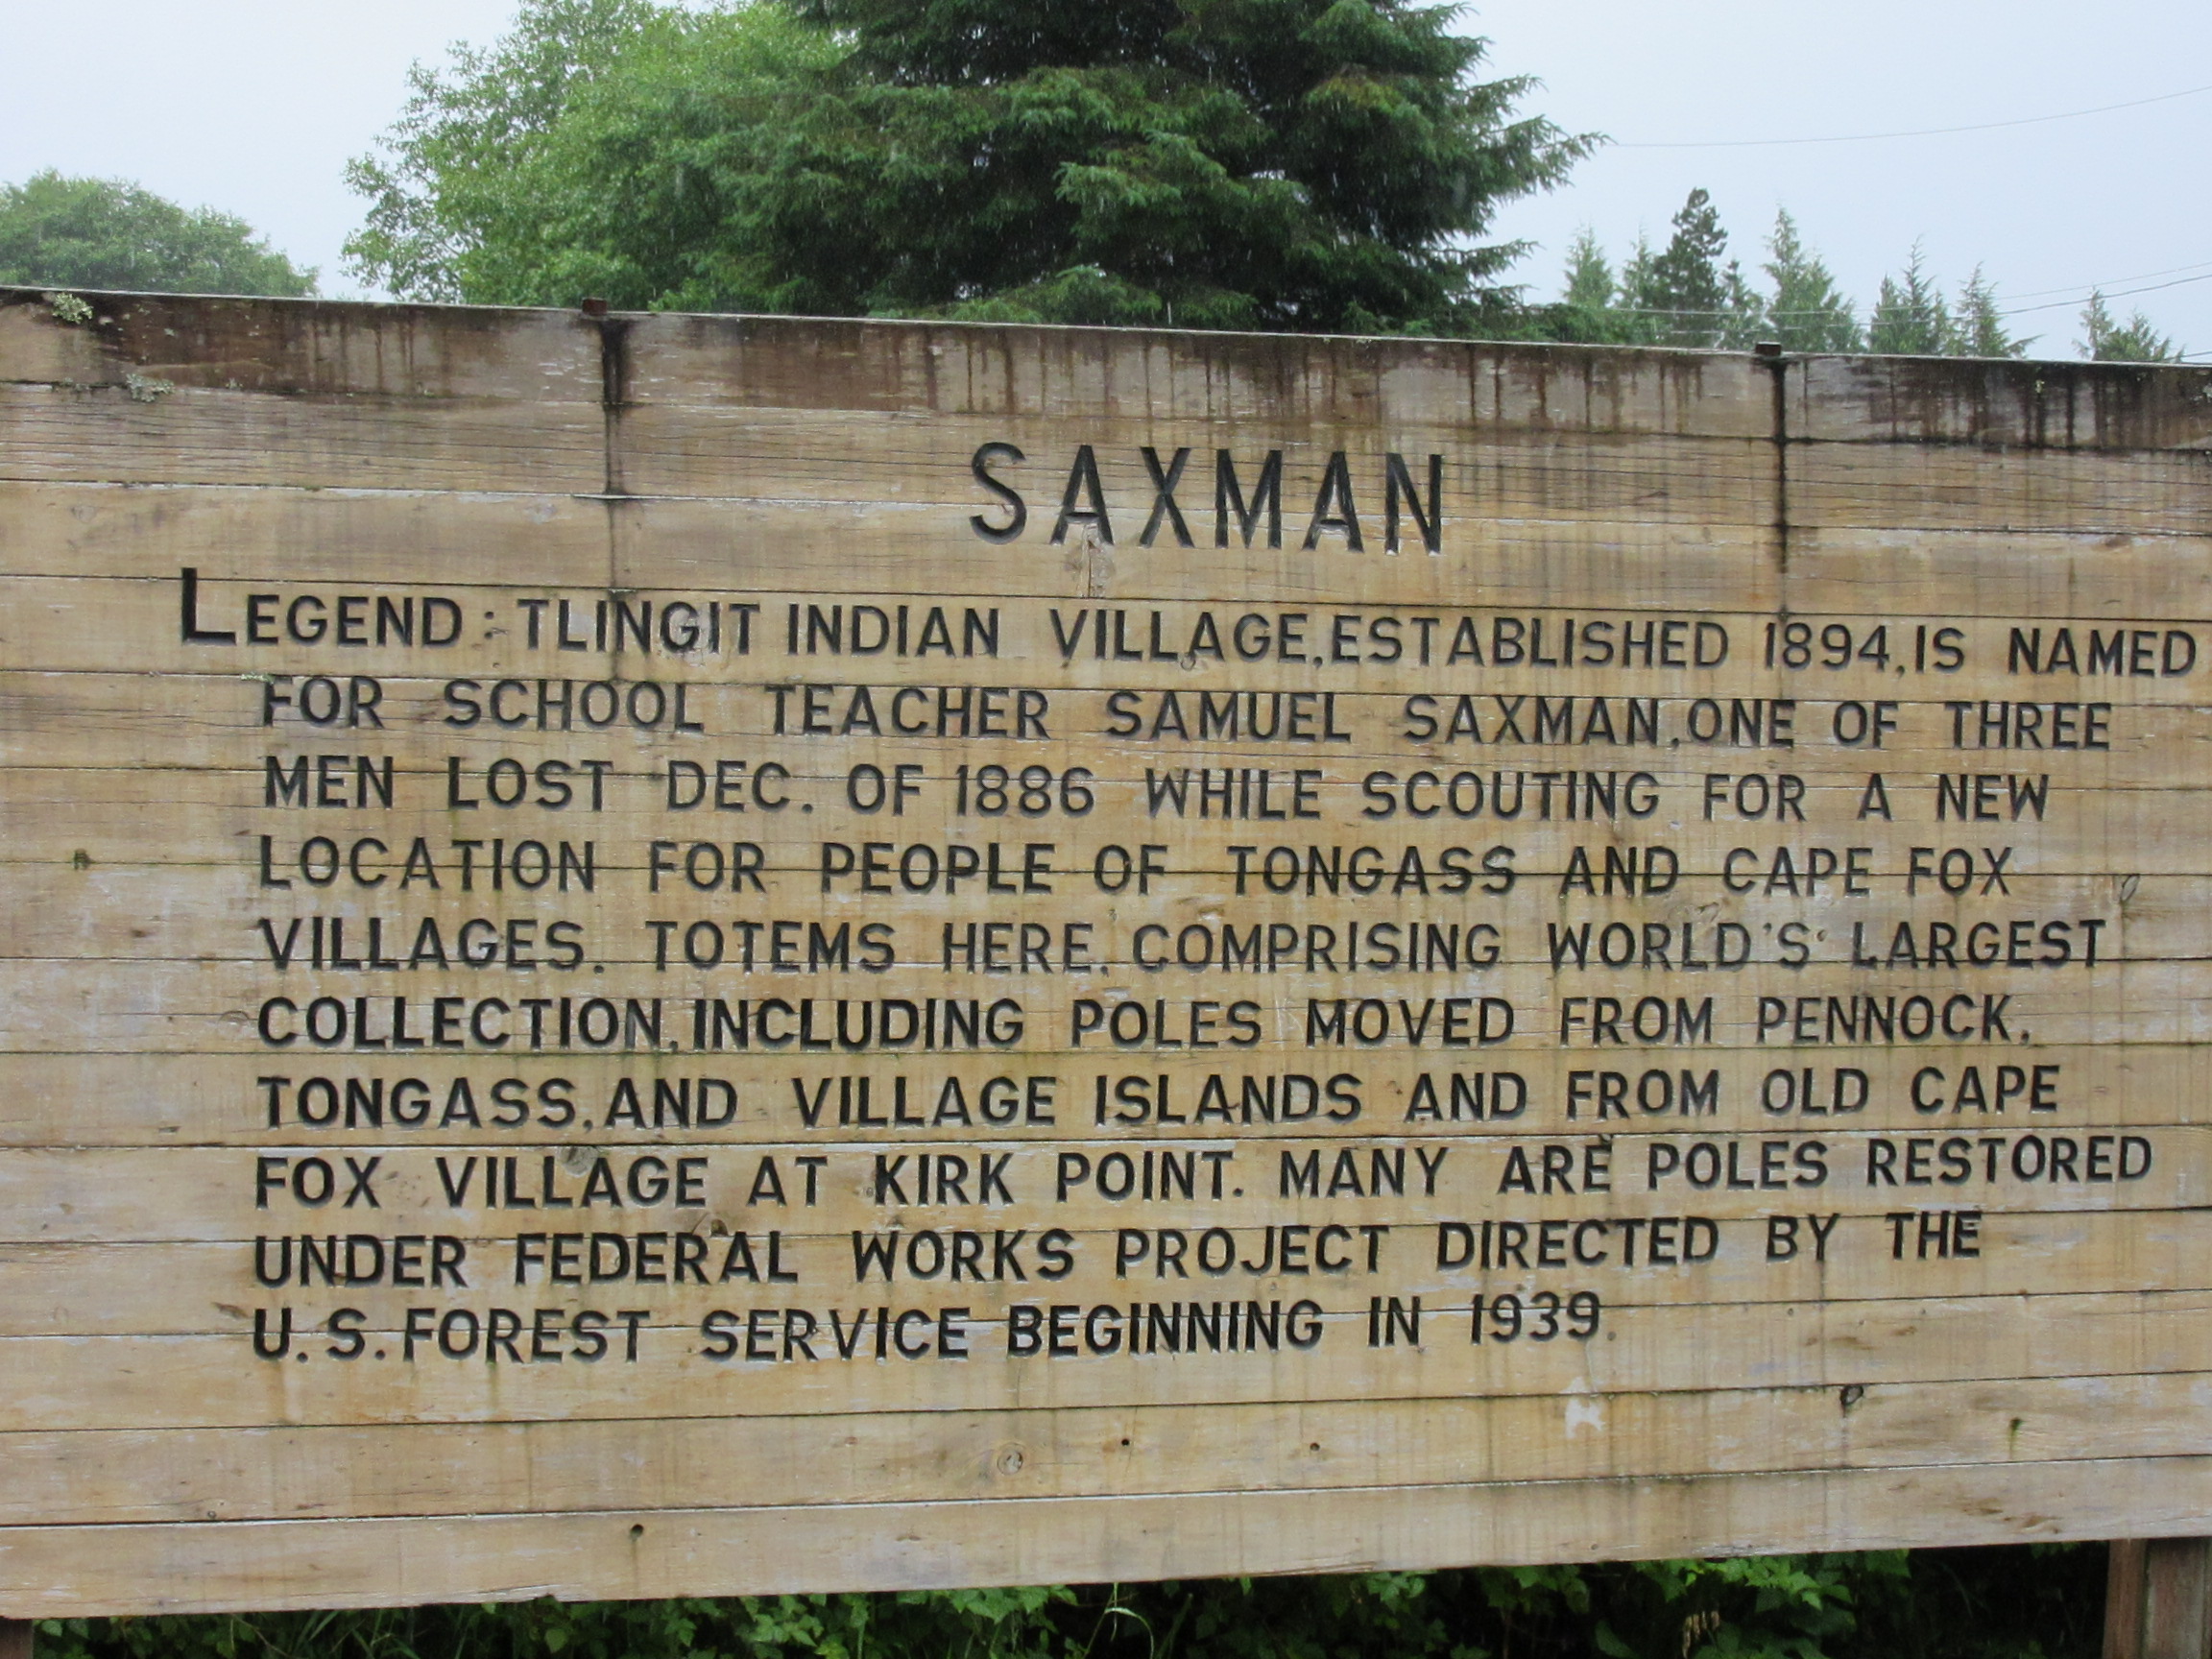 SAXMAN
LEGEND: TLINGIT INDIAN VILLAGE, ESTABLISHED 1894, IS NAMED
FOR SCHOOL TEACHER SAMUEL SAXMAN, ONE OF THREE
MEN LOST DEC. OF 1886 WHILE SCOUTING FOR A NEW
LOCATION FOR PEOPLE OF TONGASS AND CAPE FOX
VILLAGES. TOTEMS HERE, COMPRISING WORLD'S LARGEST
COLLECTION, INCLUDING POLES MOVED FROM PENNOCK,
TONGASS, AND VILLAGE ISLANDS AND FROM OLD CAPE
FOX VILLAGE AT KIRK POINT. MANY ARE POLES RESTORED
UNDER FEDERAL WORKS PROJECT DIRECTED BY THE
U.S. FOREST SERVICE BEGINNING IN 1939.